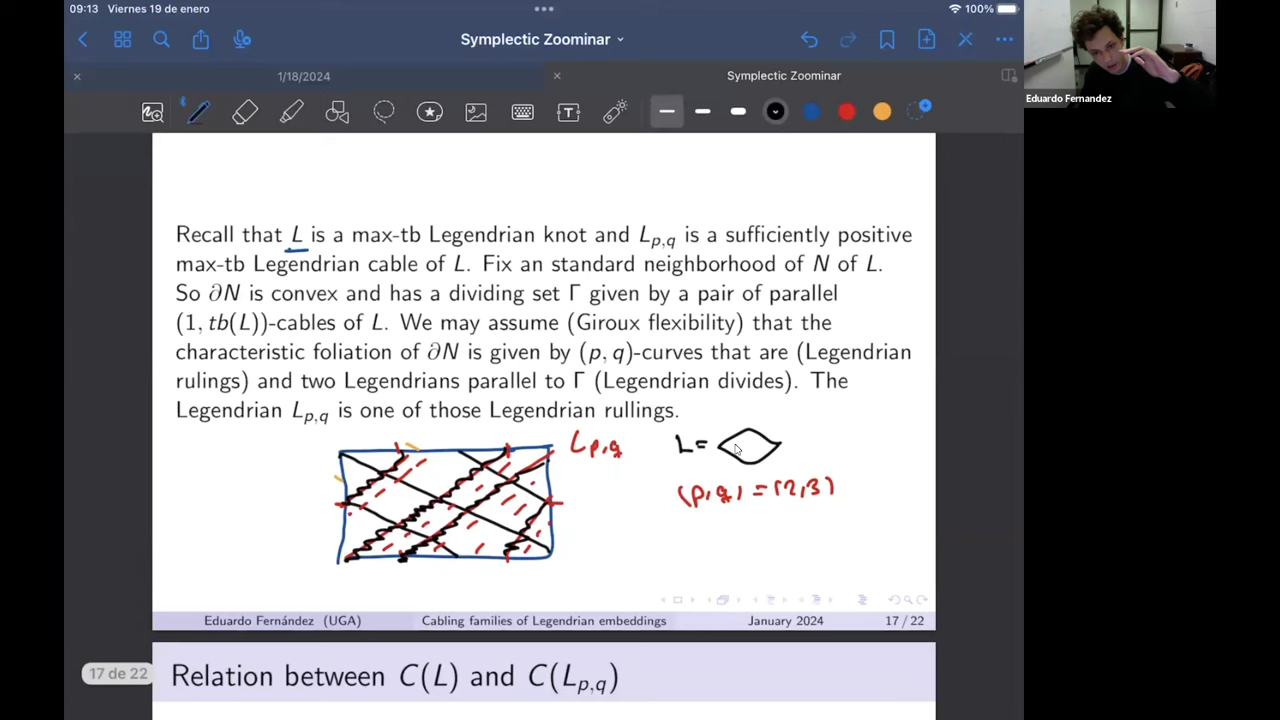 09:13 Viernes 19 de enero
100%
Symplectic Zoominar
1/18/2024
Symplectic Zoominar
Eduardo Fernandez
Recall that L is a max-tb Legendrian knot and L_{p,q} is a sufficiently positive
max-tb Legendrian cable of L. Fix an standard neighborhood of N of L.
So ∂N is convex and has a dividing set Γ given by a pair of parallel
(1, tb(L))-cables of L. We may assume (Giroux flexibility) that the
characteristic foliation of ∂N is given by (p, q)-curves that are (Legendrian
rulings) and two Legendrians parallel to Γ (Legendrian divides). The
Legendrian L_{p,q} is one of those Legendrian rullings.
L_{p,q}
L=
(p,q) = (2,3)
Eduardo Fernández (UGA)
Cabling families of Legendrian embeddings
January 2024
17 / 22
17 de 22
Relation between C(L) and C(L_{p,q})